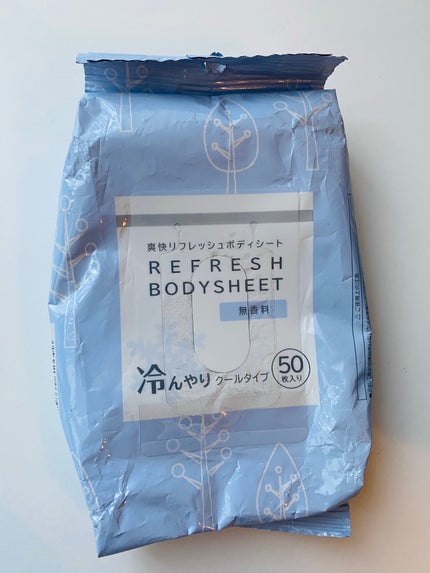 爽快リフレッシュボディシート
REFRESH
BODYSHEET
無香料
冷んやりクールタイプ
50
枚入り